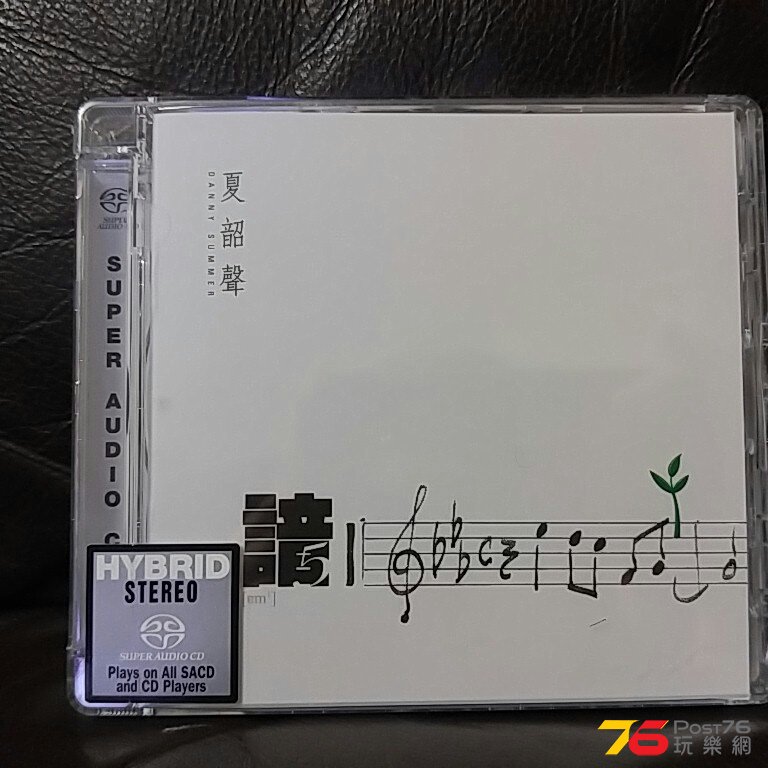 夏韶聲
DANNY SUMMER
SUPER AUDIO CD
SUPER AUDIO C
諳
5
HYBRID
STEREO
SUPER AUDIO CD
Plays on All SACD
and CD Players
76 POST76
玩樂網